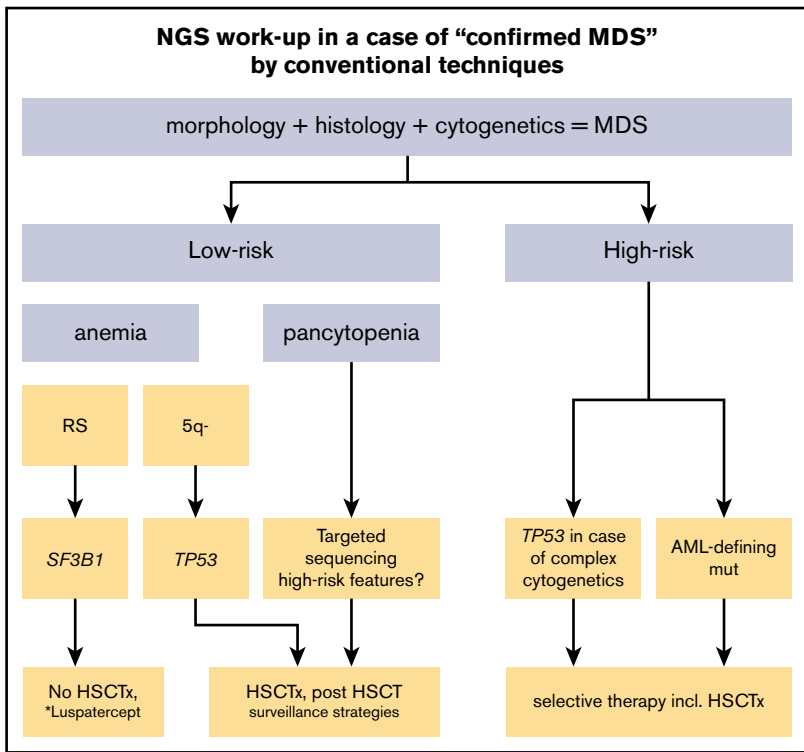 NGS work-up in a case of “confirmed MDS”
by conventional techniques
morphology + histology + cytogenetics = MDS
Low-risk
High-risk
anemia
pancytopenia
RS
5q-
SF3B1
TP53
Targeted
sequencing
high-risk features?
TP53 in case
of complex
cytogenetics
AML-defining
mut
No HSCTx,
*Luspatercept
HSCTx, post HSCT
surveillance strategies
selective therapy incl. HSCTx